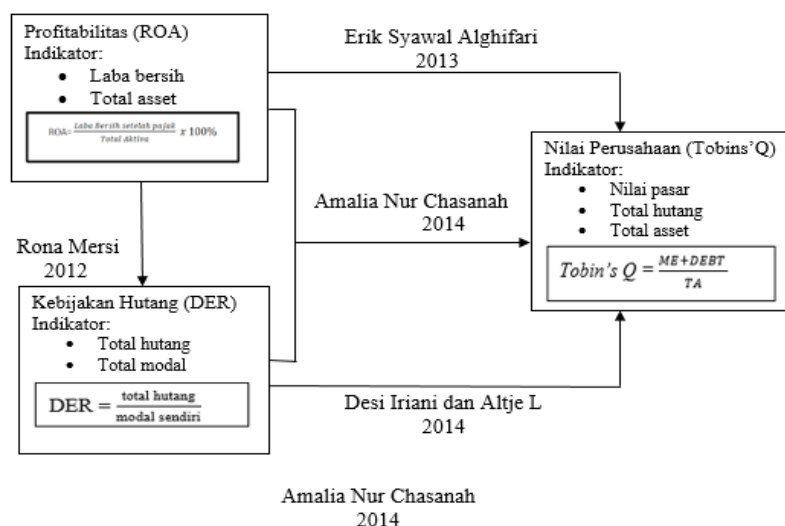 Profitabilitas (ROA)
Indikator:
• Laba bersih
• Total asset
ROA= Laba Bersih setelah pajak / Total Aktiva x 100%
Erik Syawal Alghifari
2013
Nilai Perusahaan (Tobins’Q)
Indikator:
• Nilai pasar
• Total hutang
• Total asset
Tobin’s Q = ME+DEBT / TA
Amalia Nur Chasanah
2014
Rona Mersi
2012
Kebijakan Hutang (DER)
Indikator:
• Total hutang
• Total modal
DER = total hutang / modal sendiri
Desi Iriani dan Altje L
2014
Amalia Nur Chasanah
2014